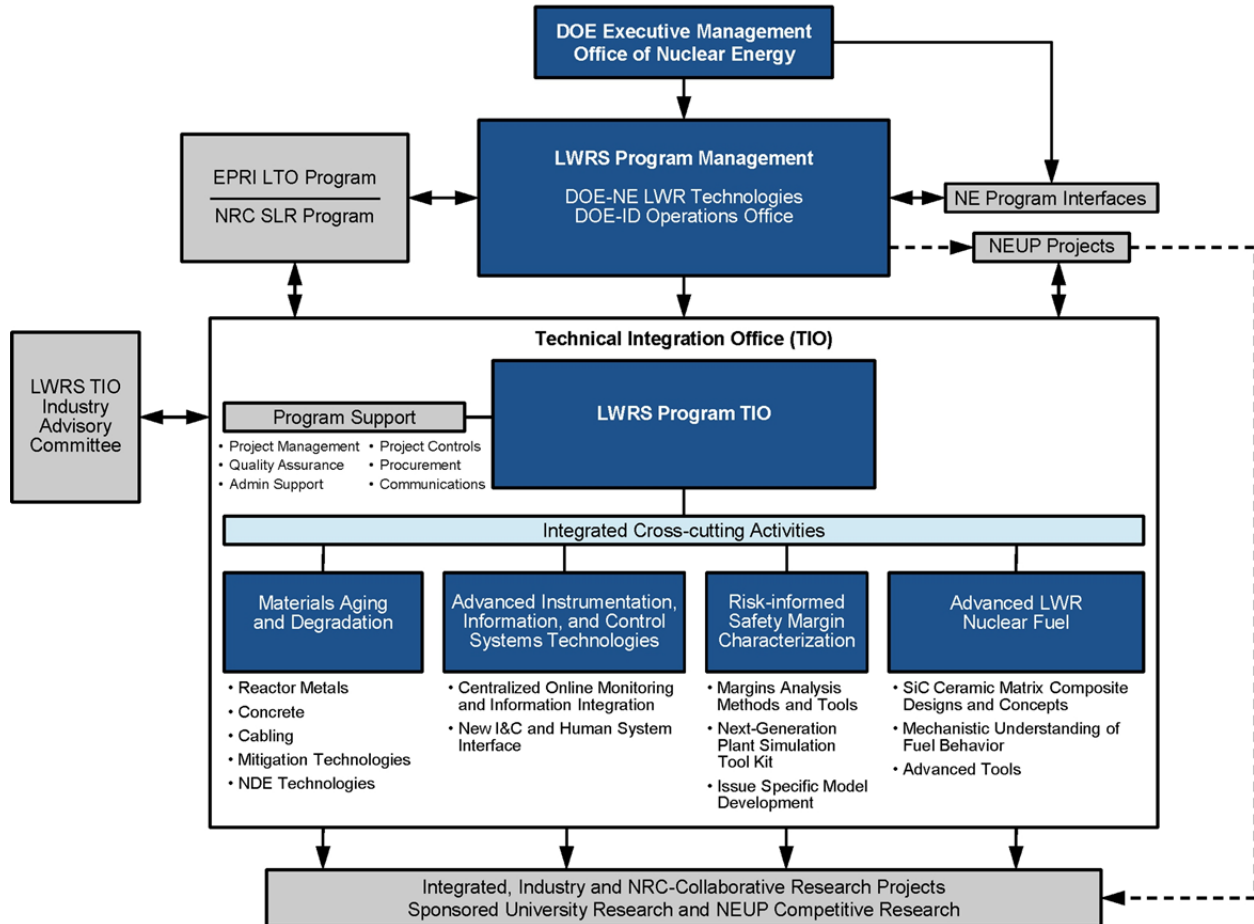 DOE Executive Management
Office of Nuclear Energy
LWRS Program Management
DOE-NE LWR Technologies
DOE-ID Operations Office
EPRI LTO Program
NRC SLR Program
NE Program Interfaces
NEUP Projects
Technical Integration Office (TIO)
LWRS TIO
Industry
Advisory
Committee
LWRS Program TIO
Program Support
• Project Management
• Quality Assurance
• Admin Support
• Project Controls
• Procurement
• Communications
Integrated Cross-cutting Activities
Materials Aging
and Degradation
• Reactor Metals
• Concrete
• Cabling
• Mitigation Technologies
• NDE Technologies
Advanced Instrumentation,
Information, and Control
Systems Technologies
• Centralized Online Monitoring
and Information Integration
• New I&C and Human System
Interface
Risk-informed
Safety Margin
Characterization
• Margins Analysis
Methods and Tools
• Next-Generation
Plant Simulation
Tool Kit
• Issue Specific Model
Development
Advanced LWR
Nuclear Fuel
• SiC Ceramic Matrix Composite
Designs and Concepts
• Mechanistic Understanding of
Fuel Behavior
• Advanced Tools
Integrated, Industry and NRC-Collaborative Research Projects
Sponsored University Research and NEUP Competitive Research